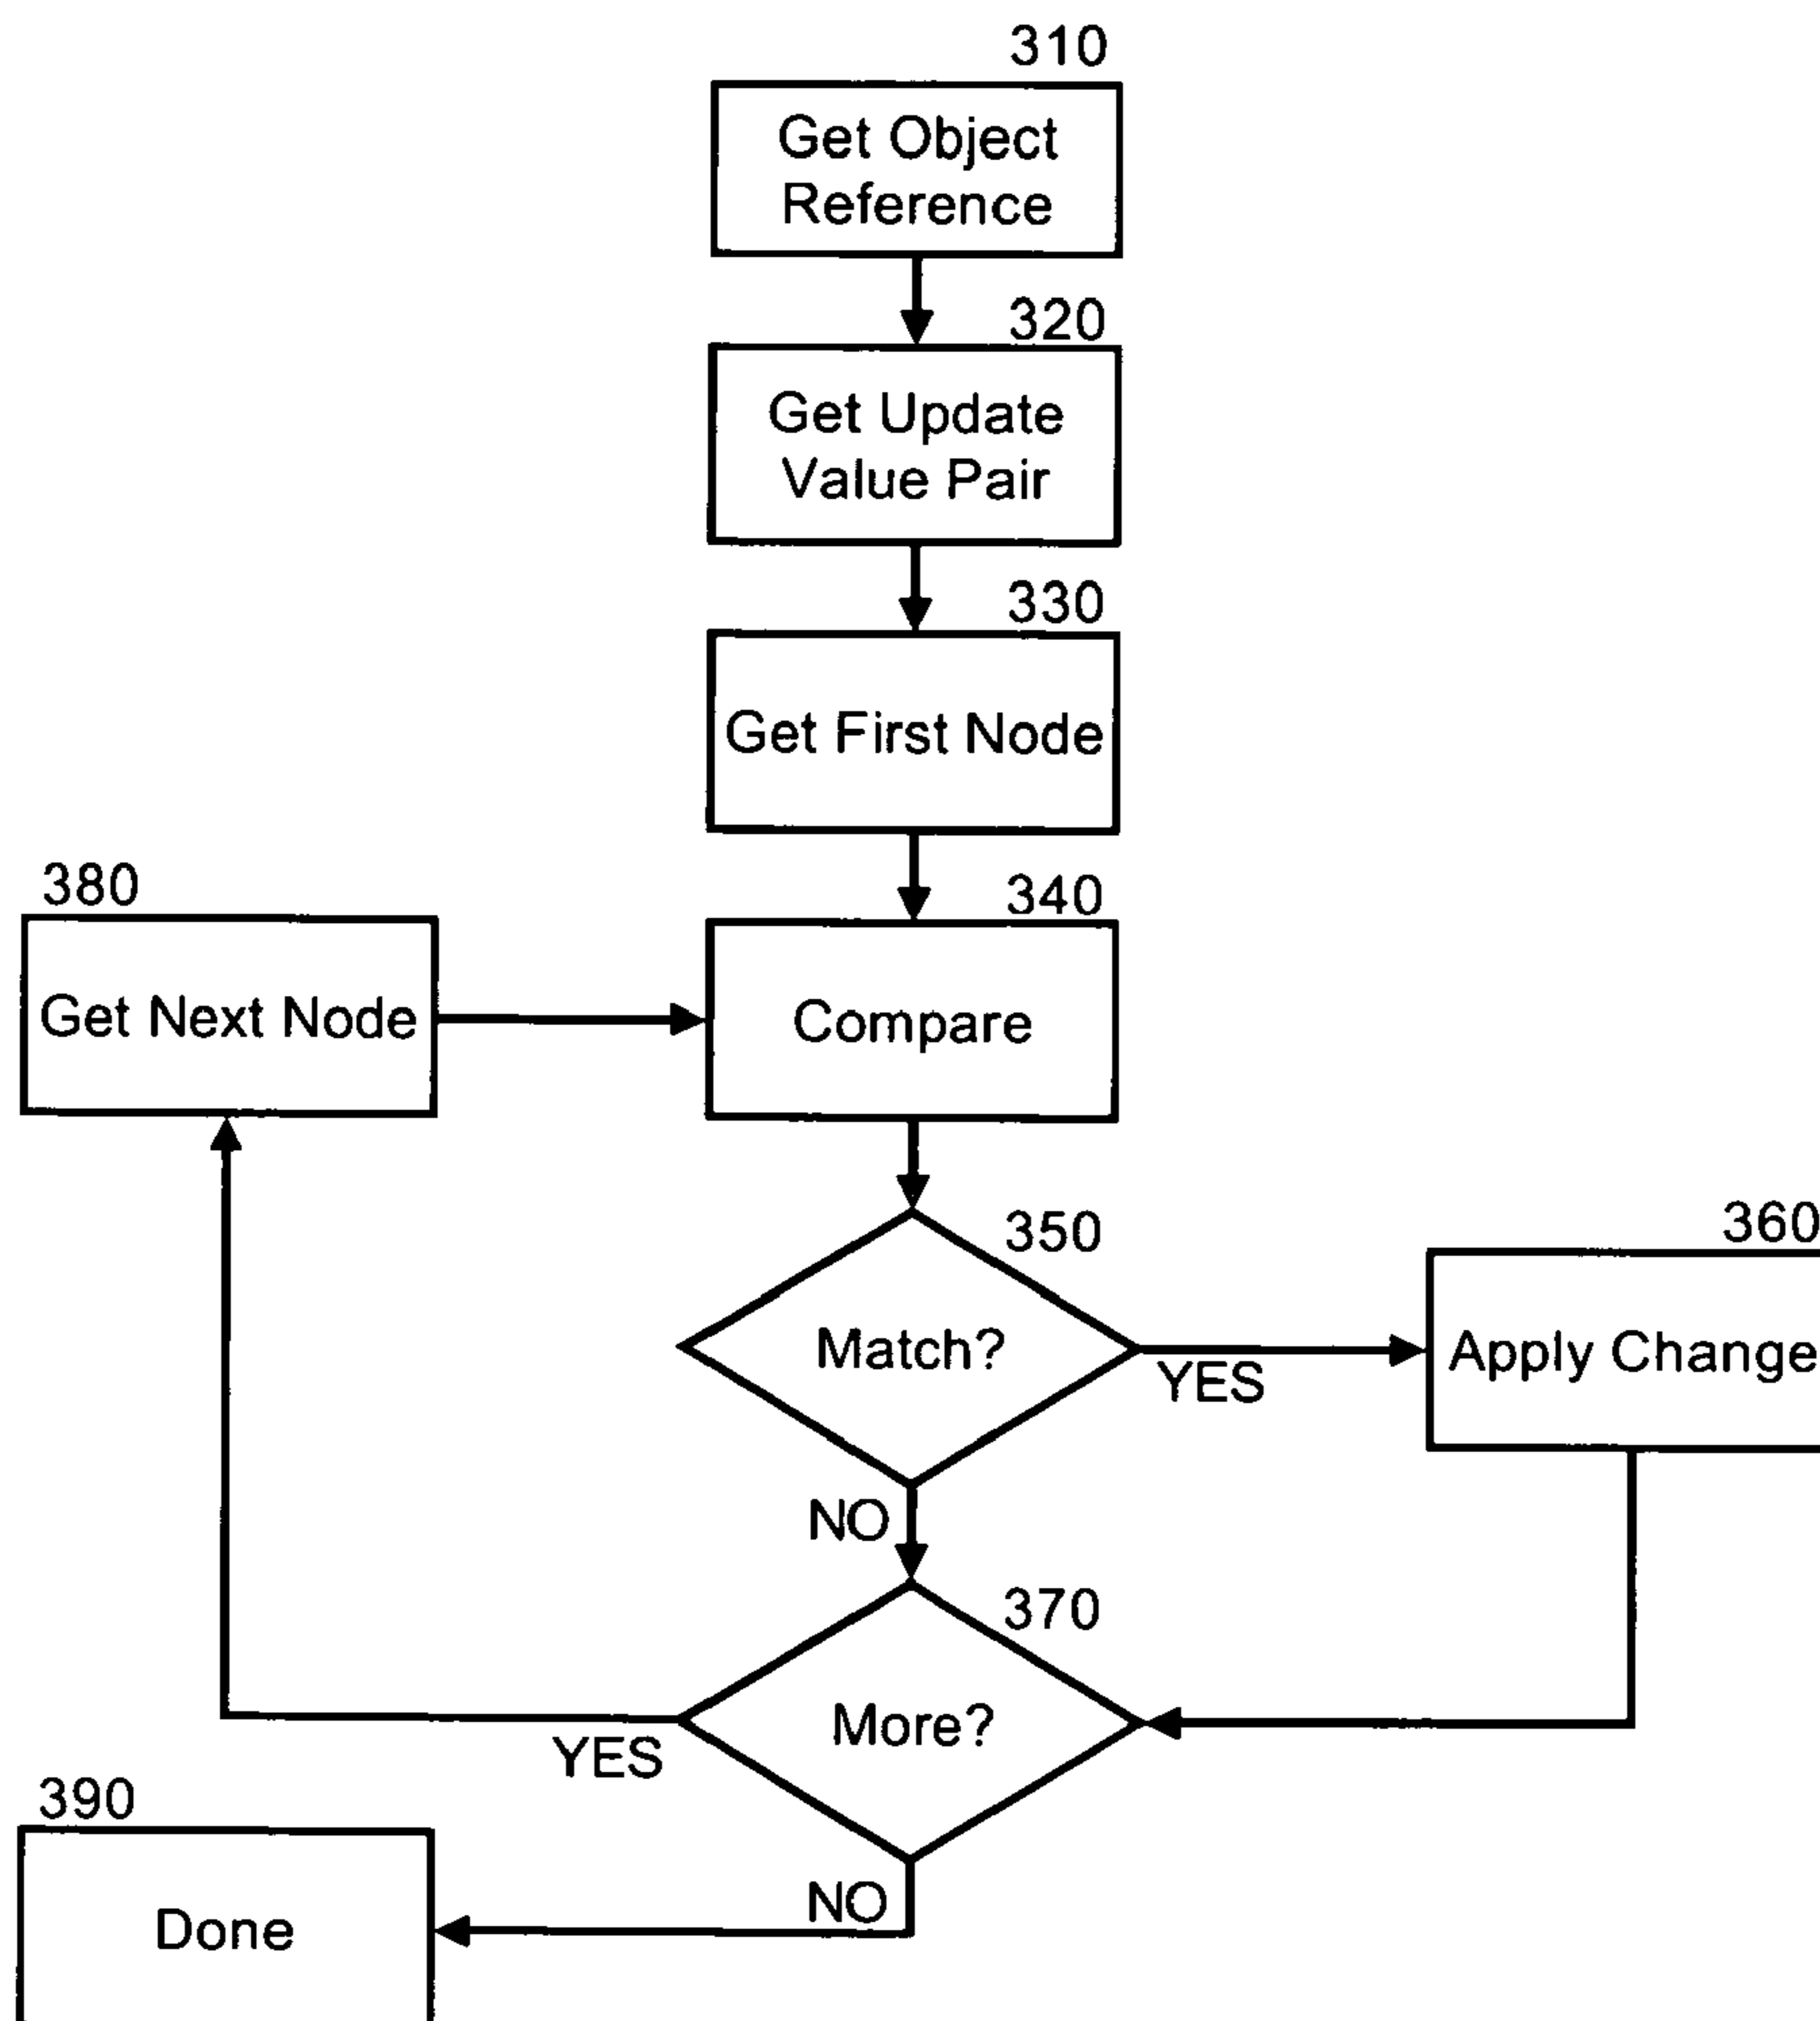 310
Get Object
Reference
320
Get Update
Value Pair
330
Get First Node
380
340
Get Next Node
Compare
350
360
Match?
YES
Apply Change
NO
370
More?
YES
390
NO
Done